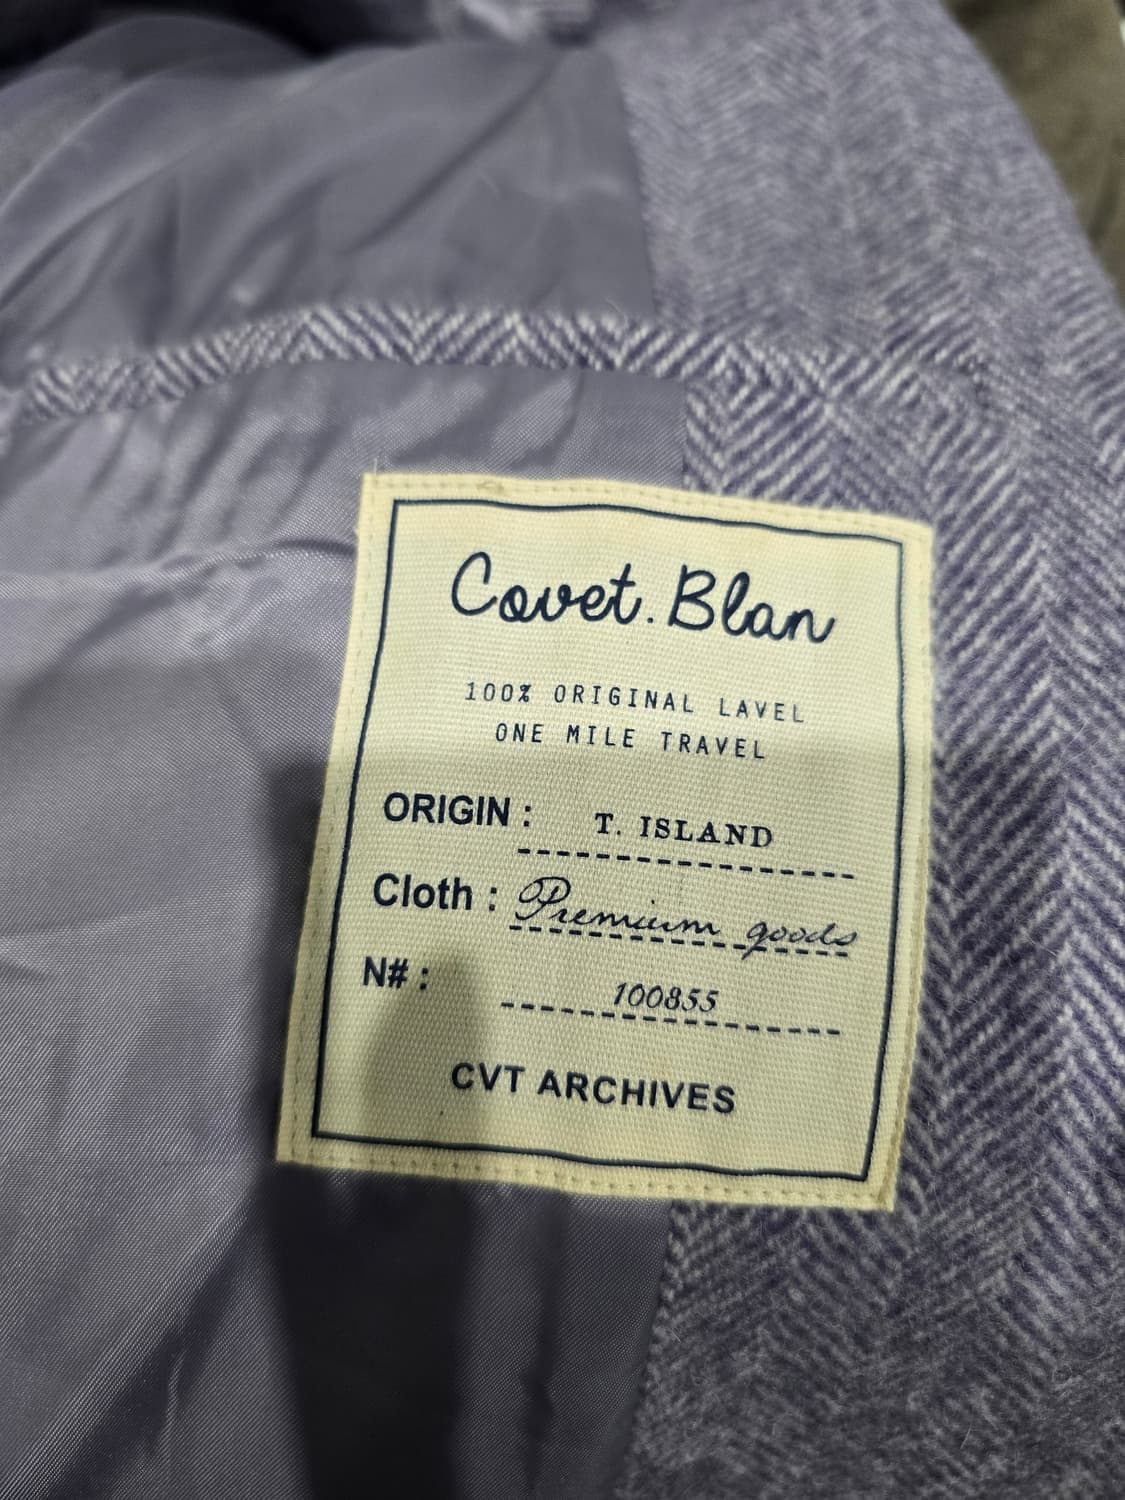 Covet.Blan
100% ORIGINAL LAVEL
ONE MILE TRAVEL
ORIGIN : T. ISLAND
Cloth : Premium goods
N# : 100855
CVT ARCHIVES